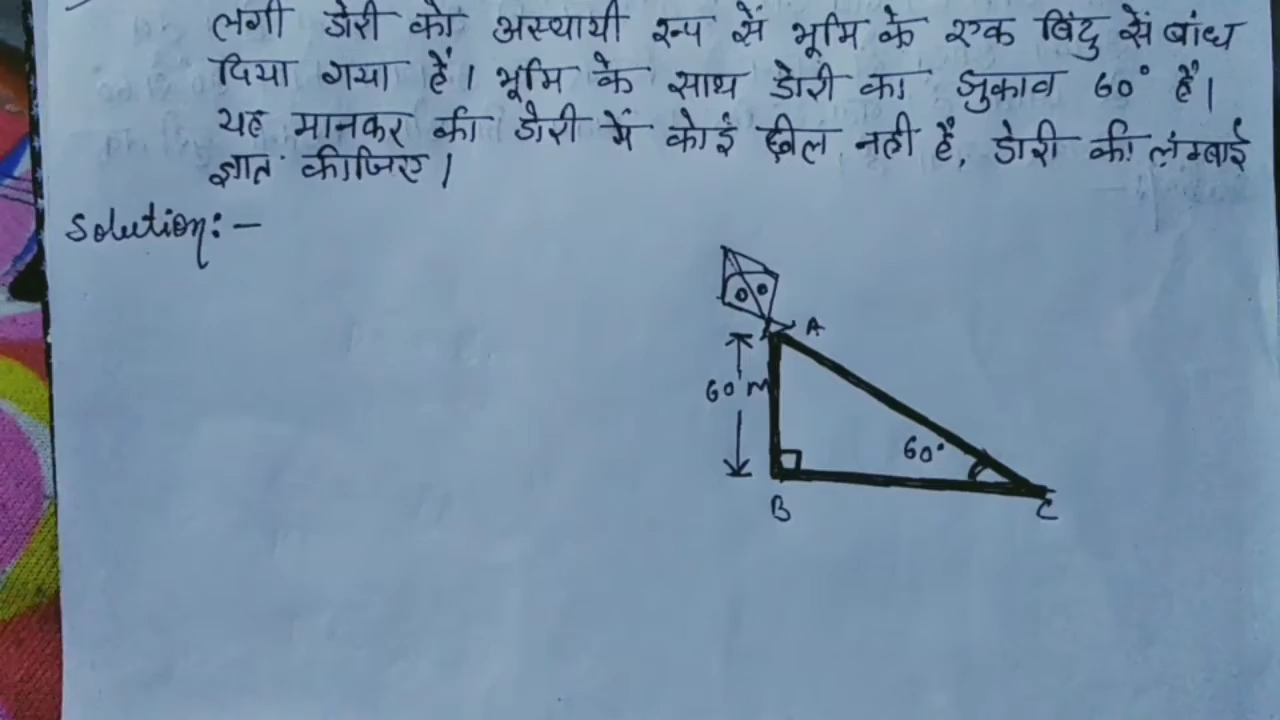 लगी डोरी को अस्थायी रूप सें भूमि के एक बिंदु सें बांध
दिया गया हैं। भूमि के साथ डोरी का झुकाव 60° हैं।
यह मानकर की डोरी में कोई ढील नही हैं, डोरी की लंम्बाई
ज्ञात कीजिए।
Solution:-
A
60 M
60°
B
C